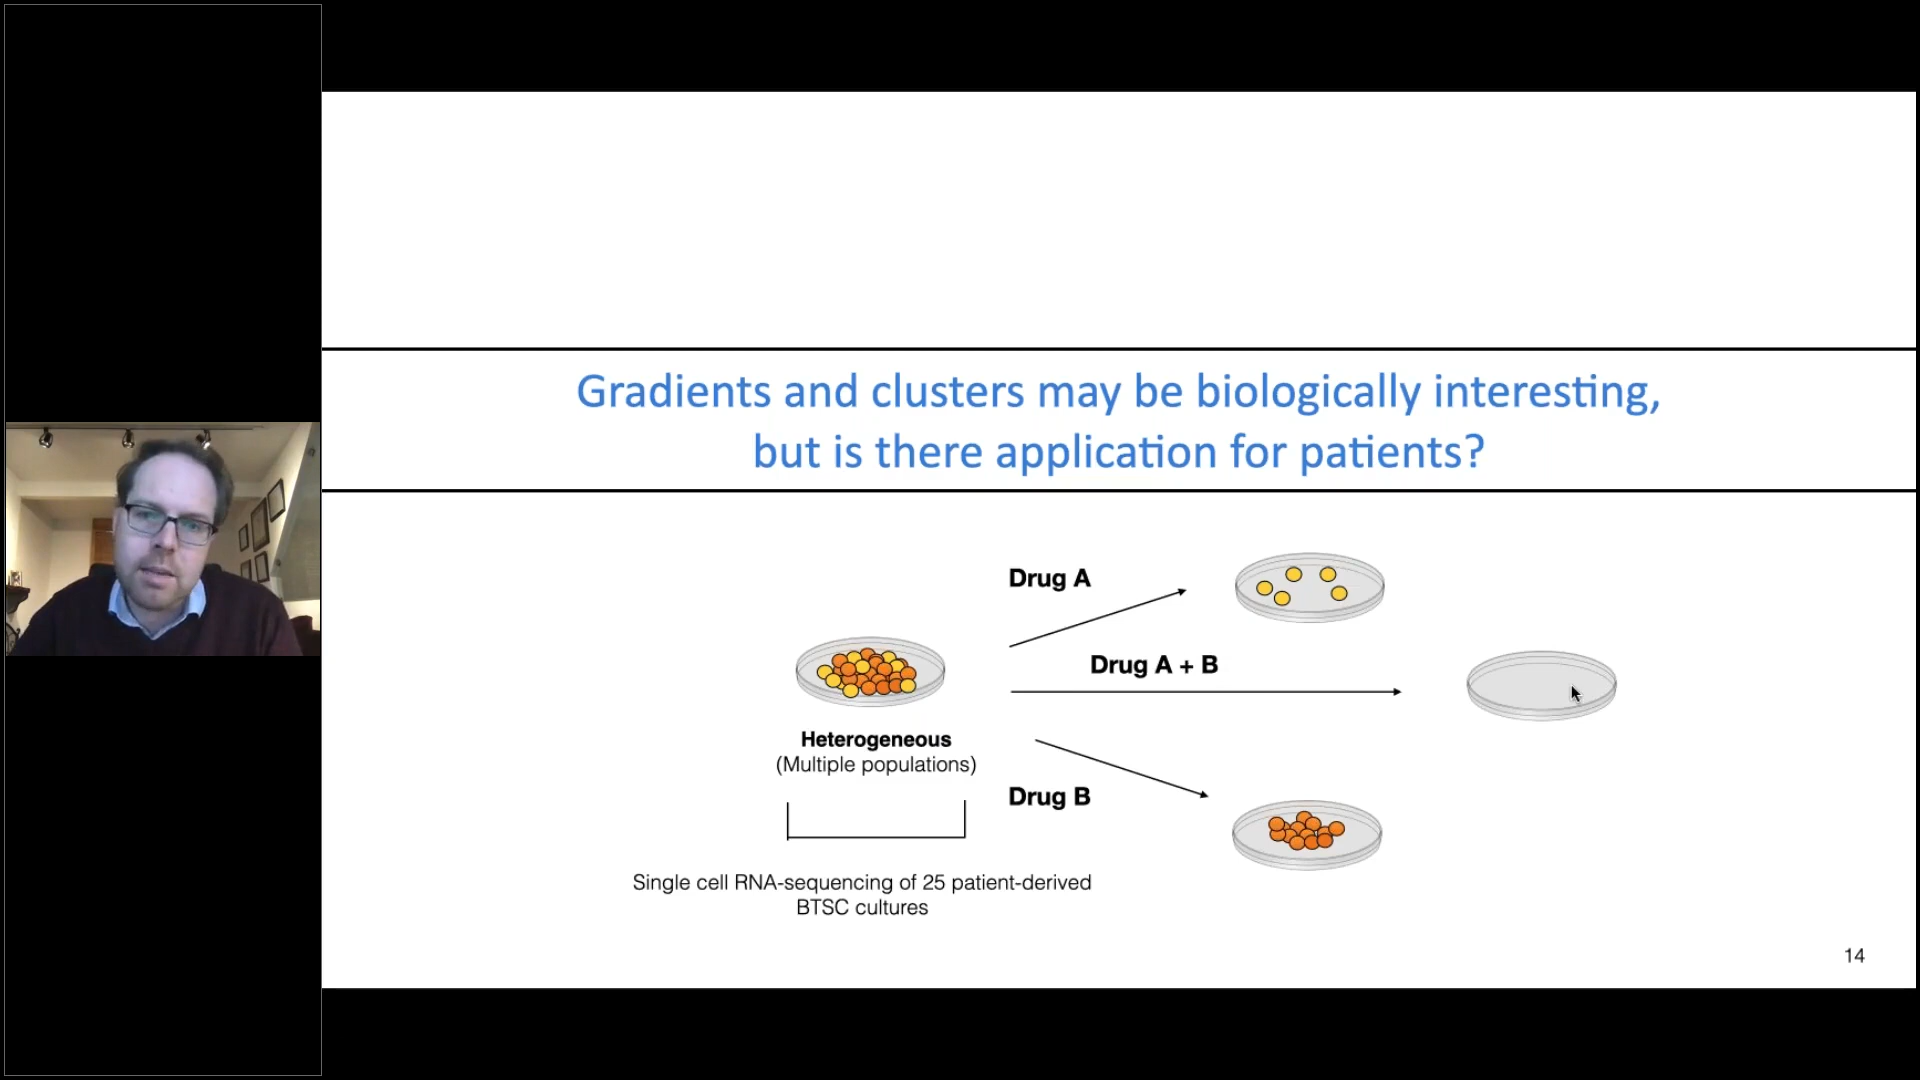 Gradients and clusters may be biologically interesting,
but is there application for patients?
Drug A
Drug A + B
Heterogeneous
(Multiple populations)
Drug B
Single cell RNA-sequencing of 25 patient-derived
BTSC cultures
14